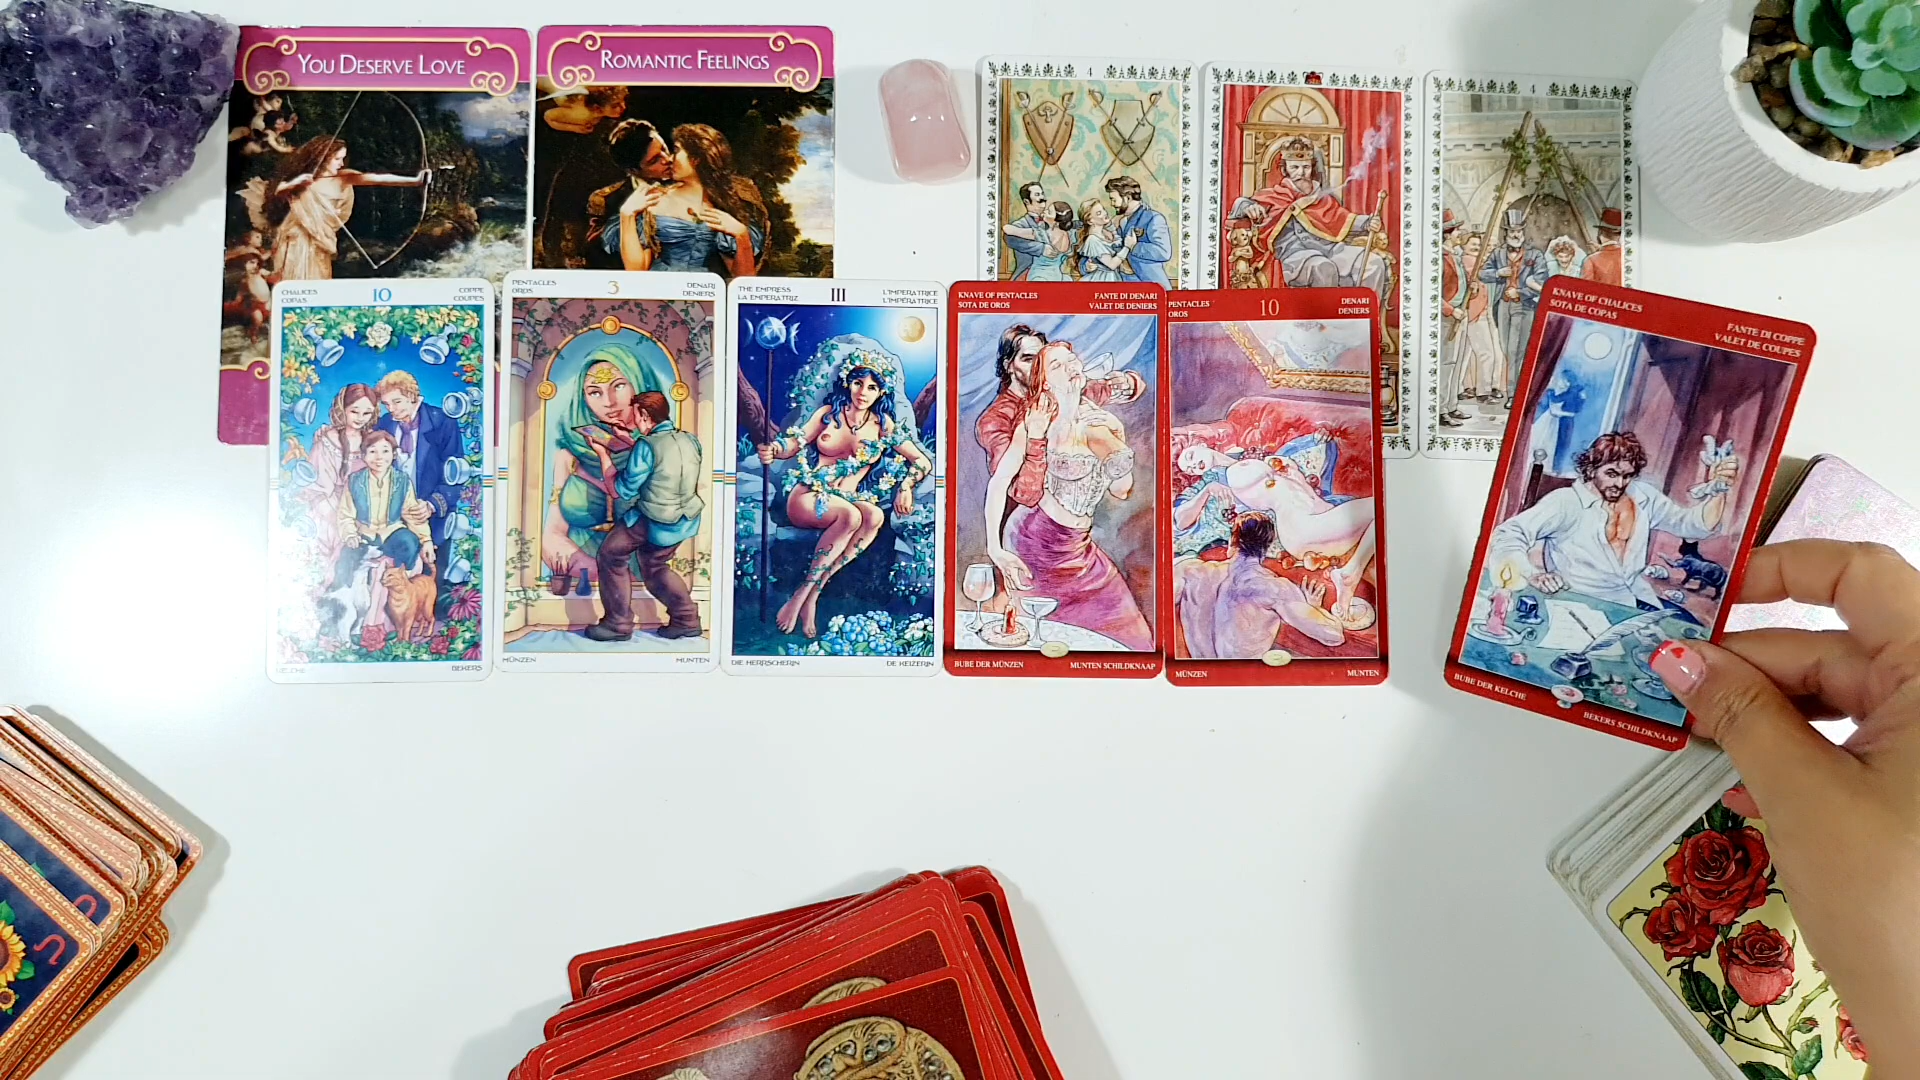 YOU DESERVE LOVE
ROMANTIC FEELINGS
4
4
CHALICES
COPAS
10
COPPE
COUPES
BEKERS
PENTACLES
OROS
3
DENARI
DENIERS
MÜNZEN
MUNTEN
THE EMPRESS
LA EMPERATRIZ
III
L'IMPERATRICE
L'IMPÉRATRICE
DIE HERRSCHERIN
DE KEIZERIN
KNAVE OF PENTACLES
SOTA DE OROS
FANTE DI DENARI
VALET DE DENIERS
BUBE DER MÜNZEN
MUNTEN SCHILDKNAAP
PENTACLES
OROS
10
DENARI
DENIERS
MÜNZEN
MUNTEN
KNAVE OF CHALICES
SOTA DE COPAS
FANTE DI COPPE
VALET DE COUPES
BUBE DER KELCHE
BEKERS SCHILDKNAAP